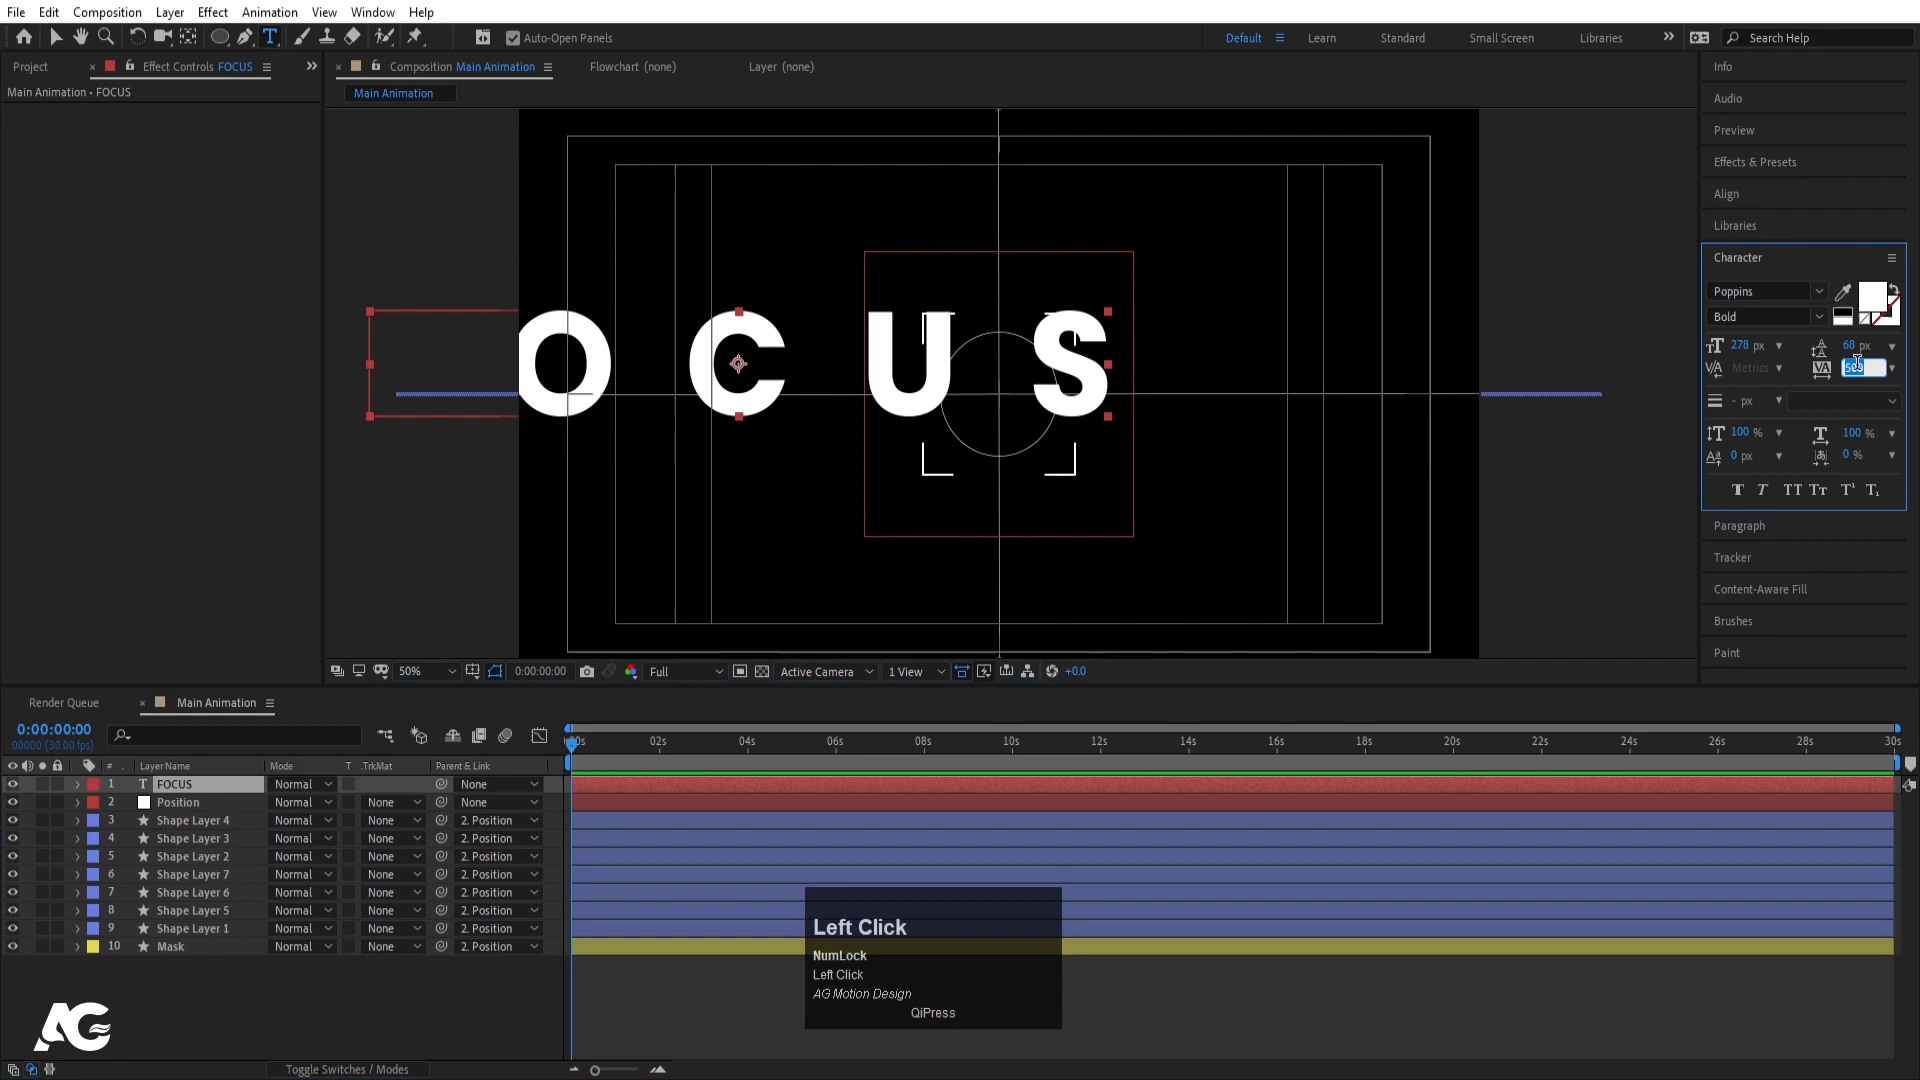 File Edit Composition Layer Effect Animation View Window Help
Auto-Open Panels
Default Learn Standard Small Screen Libraries Search Help
Project Effect Controls FOCUS
Composition Main Animation Flowchart (none) Layer (none)
Main Animation • FOCUS
Main Animation
OCUS
Info
Audio
Preview
Effects & Presets
Align
Libraries
Character
Poppins
Bold
278 px 68 px
Metrics
- px
100 % 100 %
0 px 0 %
Paragraph
Tracker
Content-Aware Fill
Brushes
Paint
50% 0:00:00:00 Full Active Camera 1 View +0.0
Render Queue Main Animation
0:00:00:00
00000 (30.00 fps)
02s 04s 06s 08s 10s 12s 14s 16s 18s 20s 22s 24s 26s 28s 30s
# Layer Name Mode T .TrkMat Parent & Link
1 T FOCUS Normal None
2 Position Normal None None
3 Shape Layer 4 Normal None 2. Position
4 Shape Layer 3 Normal None 2. Position
5 Shape Layer 2 Normal None 2. Position
6 Shape Layer 7 Normal None 2. Position
7 Shape Layer 6 Normal None 2. Position
8 Shape Layer 5 Normal None 2. Position
9 Shape Layer 1 Normal None 2. Position
10 Mask Normal None 2. Position
Left Click
NumLock
Left Click
AG Motion Design
QiPress
AG
Toggle Switches / Modes